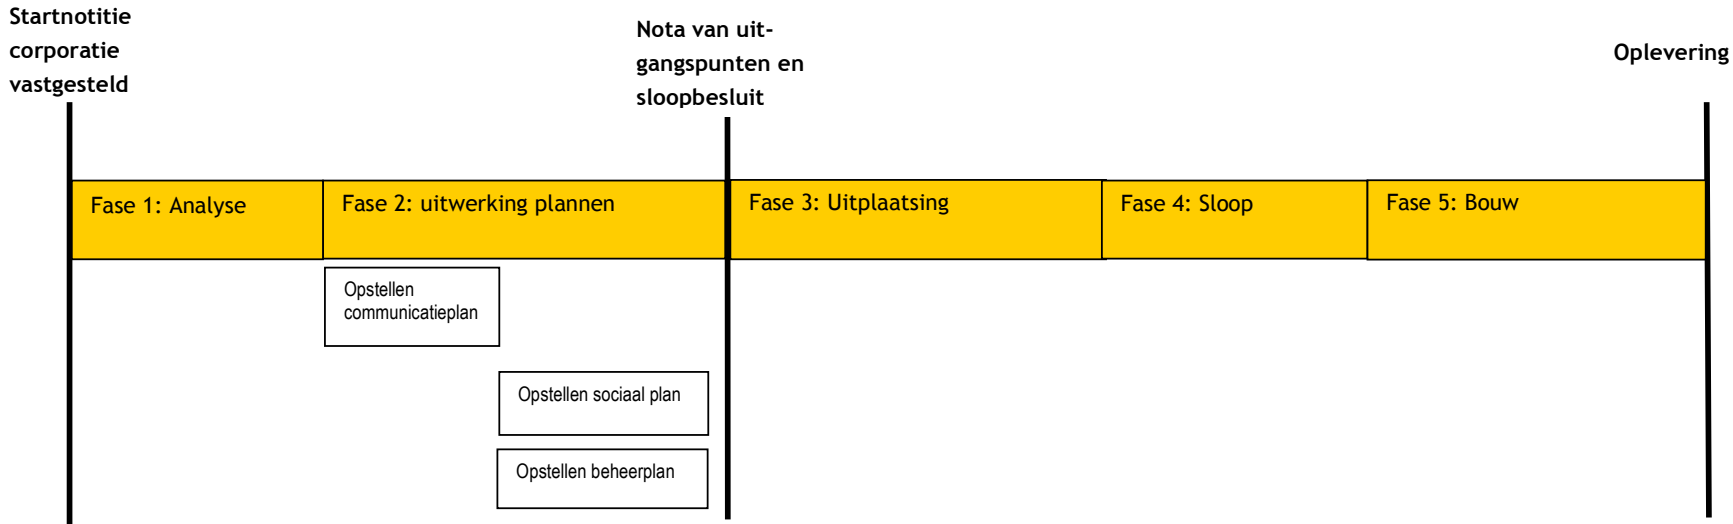 Startnotitie
corporatie
vastgesteld
Nota van uit-
gangspunten en
sloopbesluit
Oplevering
Fase 1: Analyse
Fase 2: uitwerking plannen
Fase 3: Uitplaatsing
Fase 4: Sloop
Fase 5: Bouw
Opstellen
communicatieplan
Opstellen sociaal plan
Opstellen beheerplan